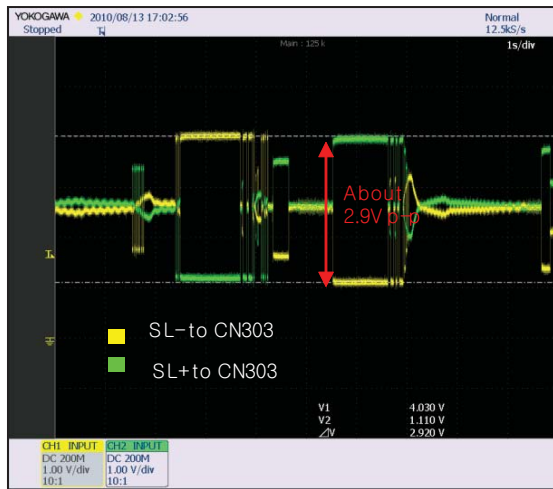 YOKOGAWA 2010/08/13 17:02:56
Normal
Stopped
12.5kS/s
Main : 125 k
1s/div
About
2.9V p-p
SL-to CN303
SL+to CN303
V1 4.030 V
V2 1.110 V
⊿V 2.920 V
CH1 INPUT
DC 200M
1.00 V/div
10:1
CH2 INPUT
DC 200M
1.00 V/div
10:1